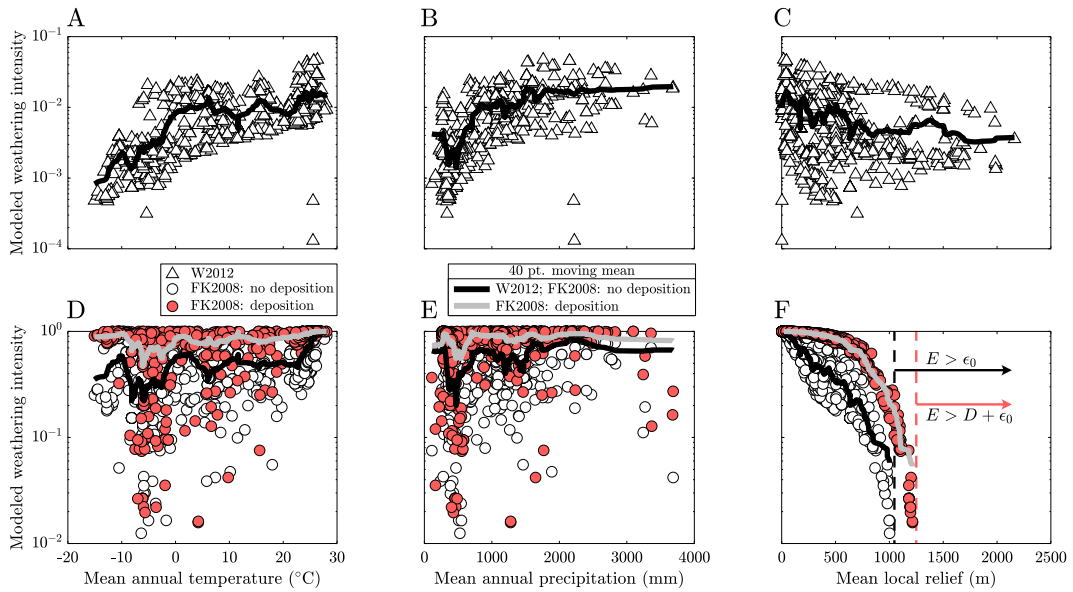 A
B
C
Modeled weathering intensity
10⁻¹
10⁻²
10⁻³
10⁻⁴
W2012
FK2008: no deposition
FK2008: deposition
40 pt. moving mean
W2012; FK2008: no deposition
FK2008: deposition
D
E
F
Modeled weathering intensity
10⁰
10⁻¹
10⁻²
E > ϵ₀
E > D + ϵ₀
-20 -10 0 10 20 30
Mean annual temperature (°C)
0 1000 2000 3000 4000
Mean annual precipitation (mm)
0 500 1000 1500 2000 2500
Mean local relief (m)